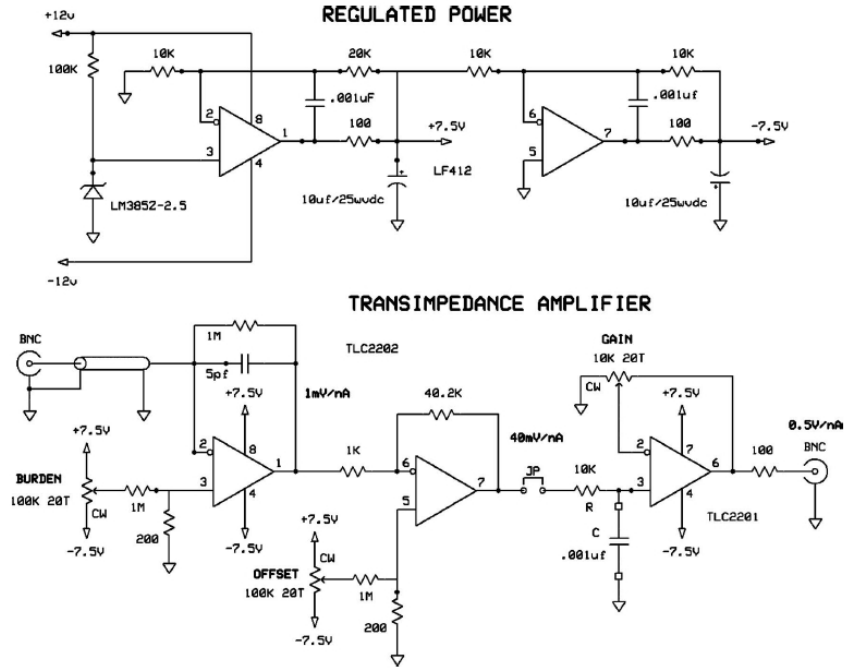 REGULATED POWER
+12v
10K
20K
10K
10K
100K
.001uF
.001uf
2
8
1
100
+7.5V
6
7
100
-7.5V
3
4
5
LF412
LM385Z-2.5
10uf/25wvdc
10uf/25wvdc
-12v
TRANSIMPEDANCE AMPLIFIER
BNC
1M
TLC2202
GAIN
10K 20T
5pf
CW
+7.5V
1mV/nA
40.2K
+7.5V
0.5V/nA
BNC
+7.5V
2
8
1
1K
6
40mV/nA
2
7
6
100
BURDEN
100K 20T
CW
1M
3
4
7
JP
10K
R
3
4
TLC2201
-7.5V
200
-7.5V
5
+7.5V
CW
C
.001uf
-7.5V
OFFSET
100K 20T
1M
-7.5V
200